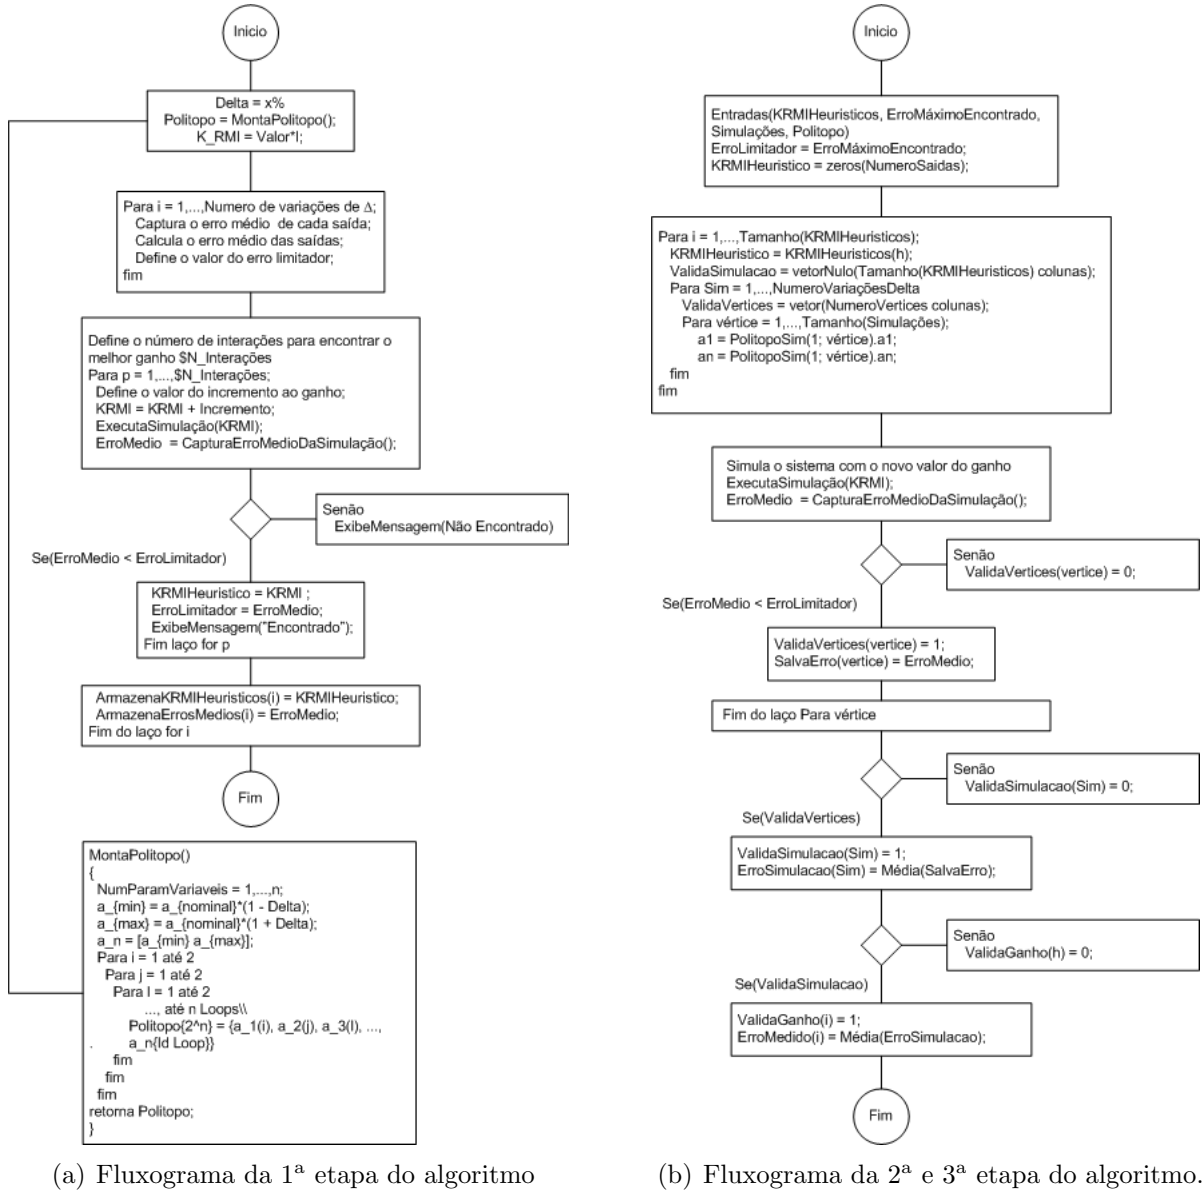 Inicio
Delta = x%
Politopo = MontaPolitopo();
K_RMI = Valor*I;
Para i = 1,...,Numero de variações de Δ;
Captura o erro médio  de cada saída;
Calcula o erro médio das saídas;
Define o valor do erro limitador;
fim
Define o número de interações para encontrar o
melhor ganho $N_Interações
Para p = 1,...,$N_Interações;
Define o valor do incremento ao ganho;
KRMI = KRMI + Incremento;
ExecutaSimulação(KRMI);
ErroMedio  = CapturaErroMedioDaSimulação();
Senão
ExibeMensagem(Não Encontrado)
Se(ErroMedio < ErroLimitador)
KRMIHeuristico = KRMI ;
ErroLimitador = ErroMedio;
ExibeMensagem("Encontrado");
Fim laço for p
ArmazenaKRMIHeuristicos(i) = KRMIHeuristico;
ArmazenaErrosMedios(i) = ErroMedio;
Fim do laço for i
Fim
MontaPolitopo()
{
NumParamVariaveis = 1,...,n;
a_{min} = a_{nominal}*(1 - Delta);
a_{max} = a_{nominal}*(1 + Delta);
a_n = [a_{min} a_{max}];
Para i = 1 até 2
Para j = 1 até 2
Para l = 1 até 2
..., até n Loops\\
Politopo{2^n} = {a_1(i), a_2(j), a_3(l), ...,
. a_n{Id Loop}}
fim
fim
fim
retorna Politopo;
}
(a) Fluxograma da 1ª etapa do algoritmo
Inicio
Entradas(KRMIHeuristicos, ErroMáximoEncontrado,
Simulações, Politopo)
ErroLimitador = ErroMáximoEncontrado;
KRMIHeuristico = zeros(NumeroSaidas);
Para i = 1,...,Tamanho(KRMIHeuristicos);
KRMIHeuristico = KRMIHeuristicos(h);
ValidaSimulacao = vetorNulo(Tamanho(KRMIHeuristicos) colunas);
Para Sim = 1,...,NumeroVariaçõesDelta
ValidaVertices = vetor(NumeroVertices colunas);
Para vértice = 1,...,Tamanho(Simulações);
a1 = PolitopoSim(1; vértice).a1;
an = PolitopoSim(1; vértice).an;
fim
fim
Simula o sistema com o novo valor do ganho
ExecutaSimulação(KRMI);
ErroMedio  = CapturaErroMedioDaSimulação();
Senão
ValidaVertices(vertice) = 0;
Se(ErroMedio < ErroLimitador)
ValidaVertices(vertice) = 1;
SalvaErro(vertice) = ErroMedio;
Fim do laço Para vértice
Senão
ValidaSimulacao(Sim) = 0;
Se(ValidaVertices)
ValidaSimulacao(Sim) = 1;
ErroSimulacao(Sim) = Média(SalvaErro);
Senão
ValidaGanho(h) = 0;
Se(ValidaSimulacao)
ValidaGanho(i) = 1;
ErroMedido(i) = Média(ErroSimulacao);
Fim
(b) Fluxograma da 2ª e 3ª etapa do algoritmo.